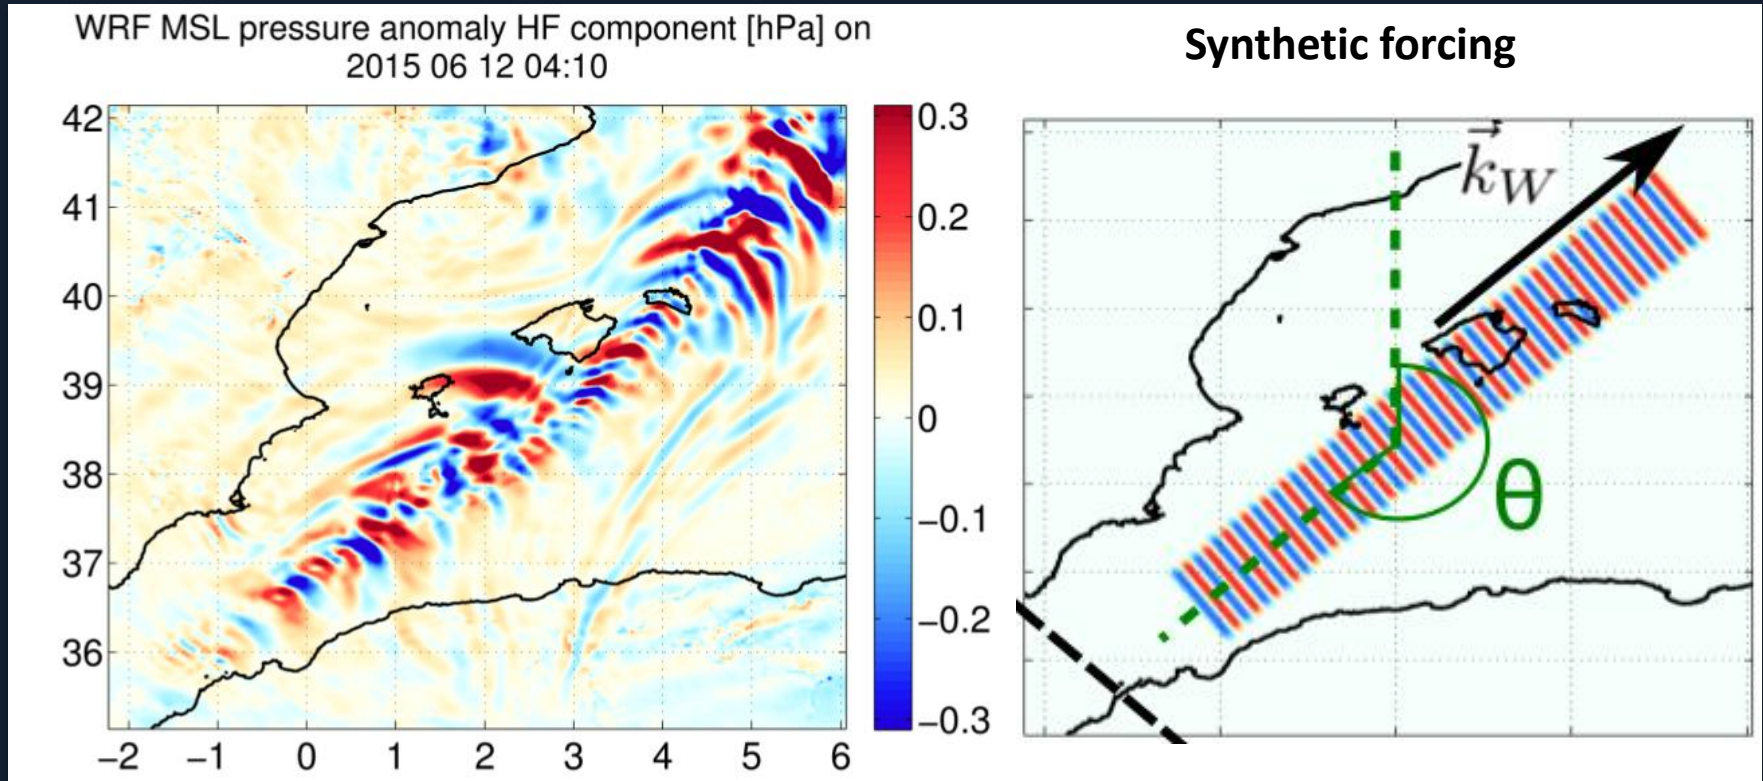 WRF MSL pressure anomaly HF component [hPa] on
2015 06 12 04:10
42
41
40
39
38
37
36
−2 −1 0 1 2 3 4 5 6
0.3
0.2
0.1
0
−0.1
−0.2
−0.3
Synthetic forcing
k⃗W
θ